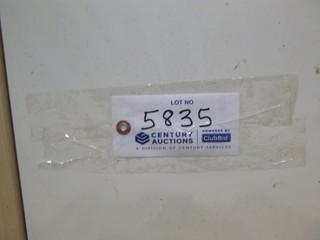 LOT NO
5835
CENTURY AUCTIONS POWERED BY ClubBid
A DIVISION OF CENTURY SERVICES